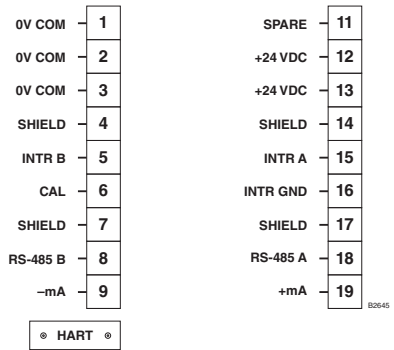 0V COM 1
0V COM 2
0V COM 3
SHIELD 4
INTR B 5
CAL 6
SHIELD 7
RS-485 B 8
–mA 9
HART
SPARE 11
+24 VDC 12
+24 VDC 13
SHIELD 14
INTR A 15
INTR GND 16
SHIELD 17
RS-485 A 18
+mA 19
B2645